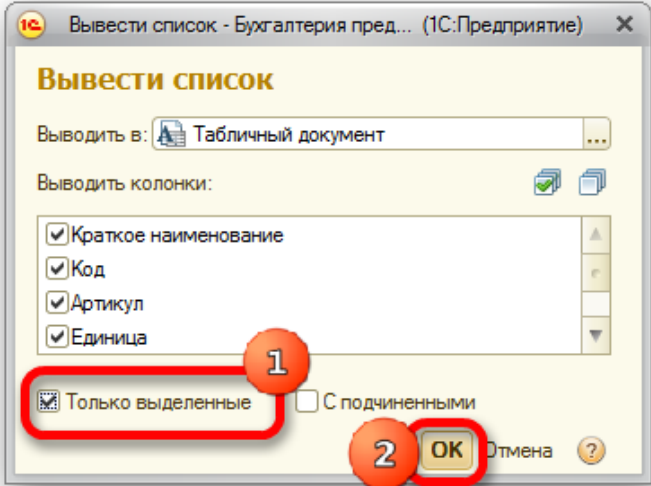 1С Вывести список - Бухгалтерия пред... (1С:Предприятие)
Вывести список
Выводить в: Табличный документ ...
Выводить колонки:
Краткое наименование
Код
Артикул
Единица
1
Только выделенные С подчиненными
2 ОК Отмена ?